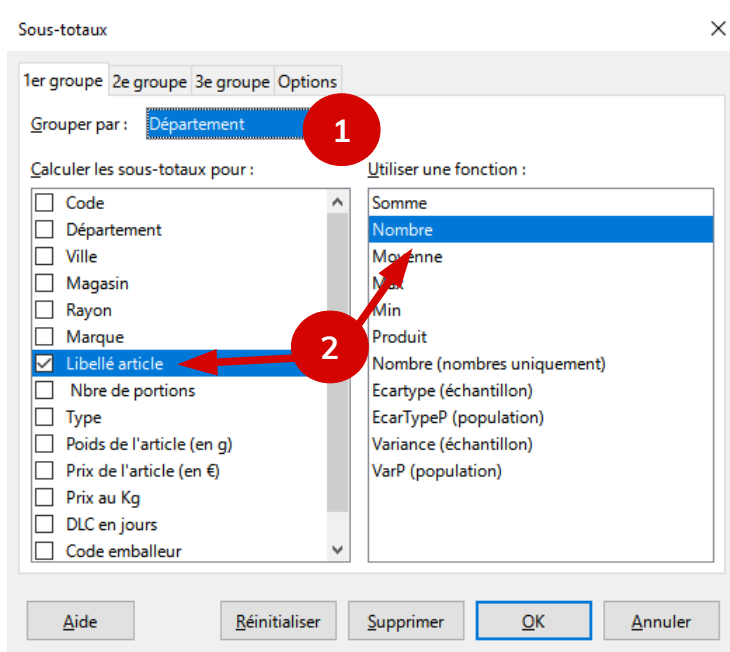 Sous-totaux
1er groupe 2e groupe 3e groupe Options
Grouper par : Département
1
Calculer les sous-totaux pour :
Utiliser une fonction :
Code
Département
Ville
Magasin
Rayon
Marque
Libellé article
Nbre de portions
Type
Poids de l'article (en g)
Prix de l'article (en €)
Prix au Kg
DLC en jours
Code emballeur
Somme
Nombre
Moyenne
Max
Min
Produit
Nombre (nombres uniquement)
Ecartype (échantillon)
EcarTypeP (population)
Variance (échantillon)
VarP (population)
2
Aide Réinitialiser Supprimer OK Annuler